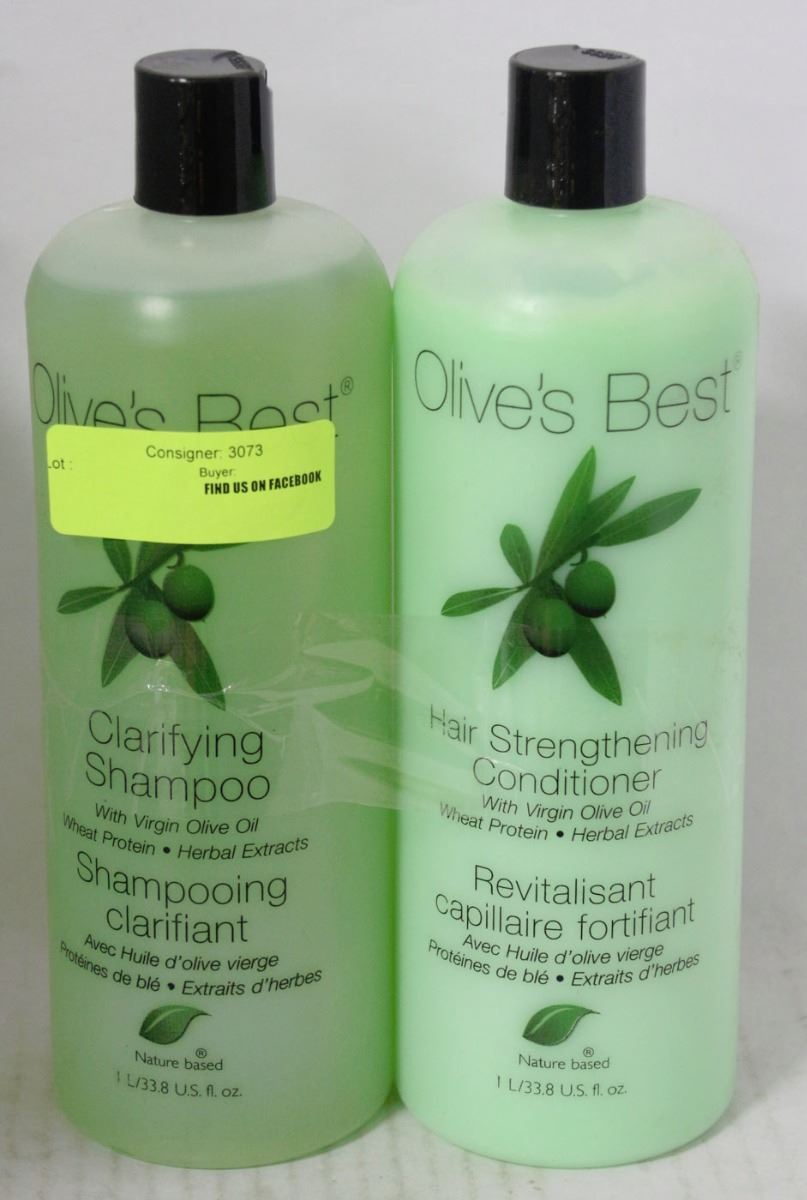 Olive's Best®
Lot :
Consigner: 3073
Buyer:
FIND US ON FACEBOOK
Clarifying
Shampoo
With Virgin Olive Oil
Wheat Protein • Herbal Extracts
Shampooing
clarifiant
Avec Huile d'olive vierge
Protéines de blé • Extraits d'herbes
Nature based®
1 L/33.8 U.S. fl. oz.
Olive's Best®
Hair Strengthening
Conditioner
With Virgin Olive Oil
Wheat Protein • Herbal Extracts
Revitalisant
capillaire fortifiant
Avec Huile d'olive vierge
Protéines de blé • Extraits d'herbes
Nature based®
1 L/33.8 U.S. fl. oz.